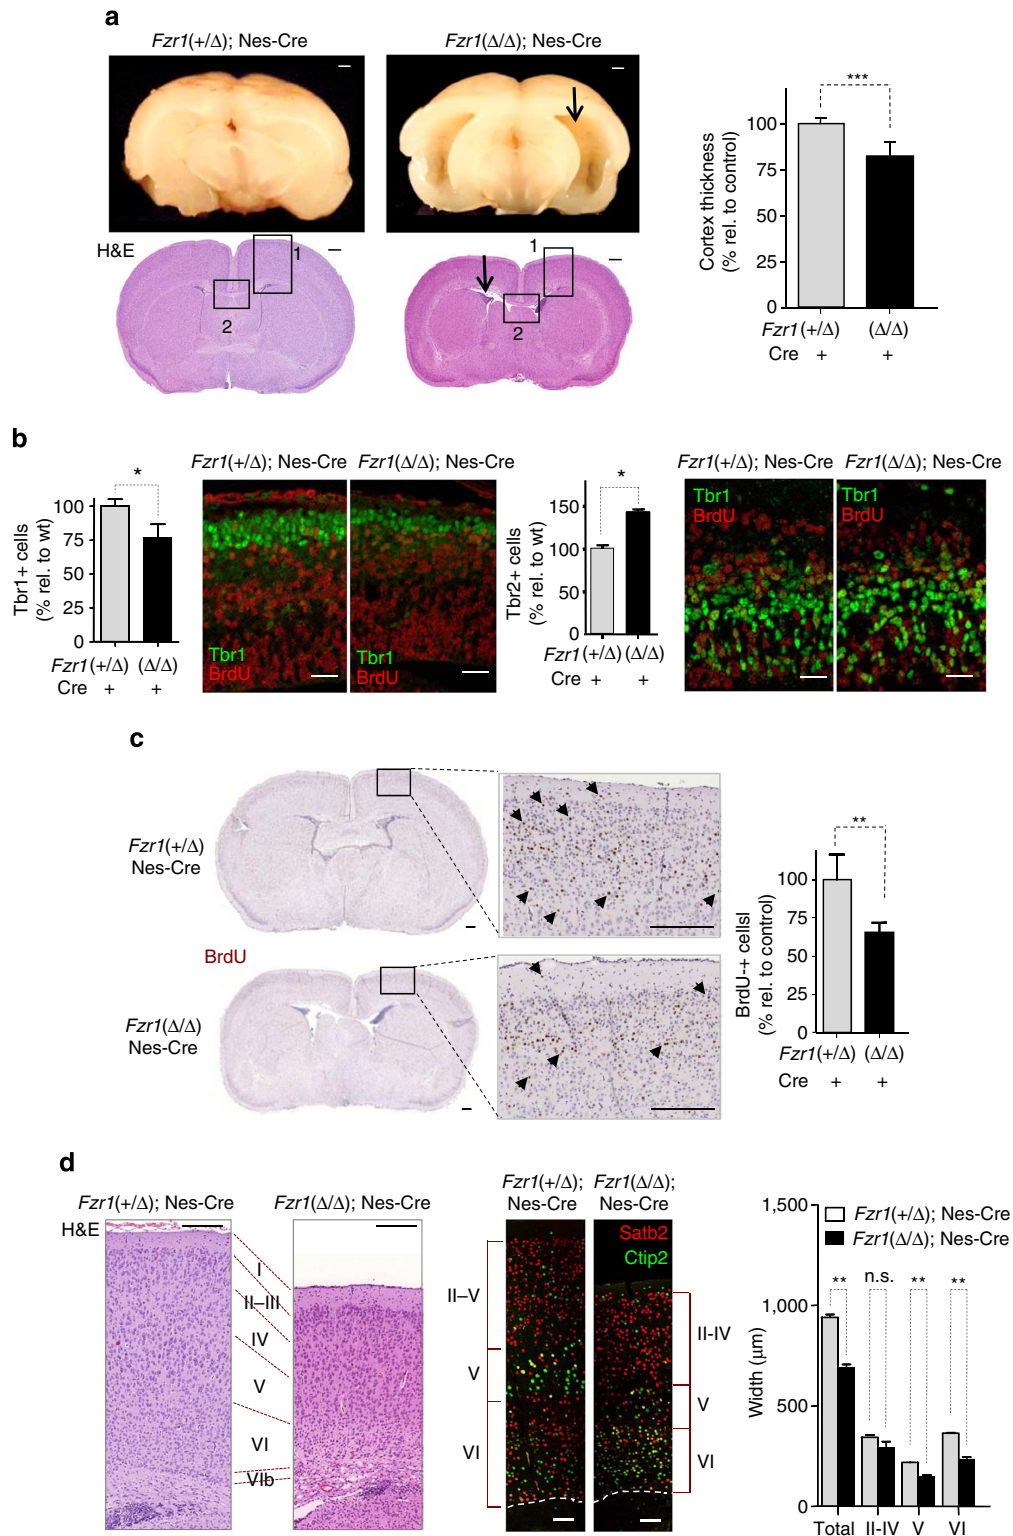 a
Fzr1(+/Δ); Nes-Cre
Fzr1(Δ/Δ); Nes-Cre
H&E
1
2
1
2
***
100
75
50
25
0
Cortex thickness
(% rel. to control)
Fzr1 (+/Δ) (Δ/Δ)
Cre + +
b
*
100
75
50
25
0
Tbr1+ cells
(% rel. to wt)
Fzr1 (+/Δ) (Δ/Δ)
Cre + +
Fzr1(+/Δ); Nes-Cre Fzr1(Δ/Δ); Nes-Cre
Tbr1
BrdU
Tbr1
BrdU
*
150
100
50
0
Tbr2+ cells
(% rel. to wt)
Fzr1 (+/Δ) (Δ/Δ)
Cre + +
Fzr1(+/Δ); Nes-Cre Fzr1(Δ/Δ); Nes-Cre
Tbr1
BrdU
Tbr1
BrdU
c
Fzr1(+/Δ)
Nes-Cre
BrdU
Fzr1(Δ/Δ)
Nes-Cre
**
100
75
50
25
0
BrdU-+ cellsl
(% rel. to control)
Fzr1(+/Δ) (Δ/Δ)
Cre + +
d
Fzr1(+/Δ); Nes-Cre
Fzr1(Δ/Δ); Nes-Cre
H&E
I
II–III
IV
V
VI
VIb
Fzr1(+/Δ);
Nes-Cre
Fzr1(Δ/Δ);
Nes-Cre
Satb2
Ctip2
II–V
V
VI
II-IV
V
VI
1,500
1,000
500
0
Width (μm)
Fzr1(+/Δ); Nes-Cre
Fzr1(Δ/Δ); Nes-Cre
** n.s. ** **
Total II-IV V VI